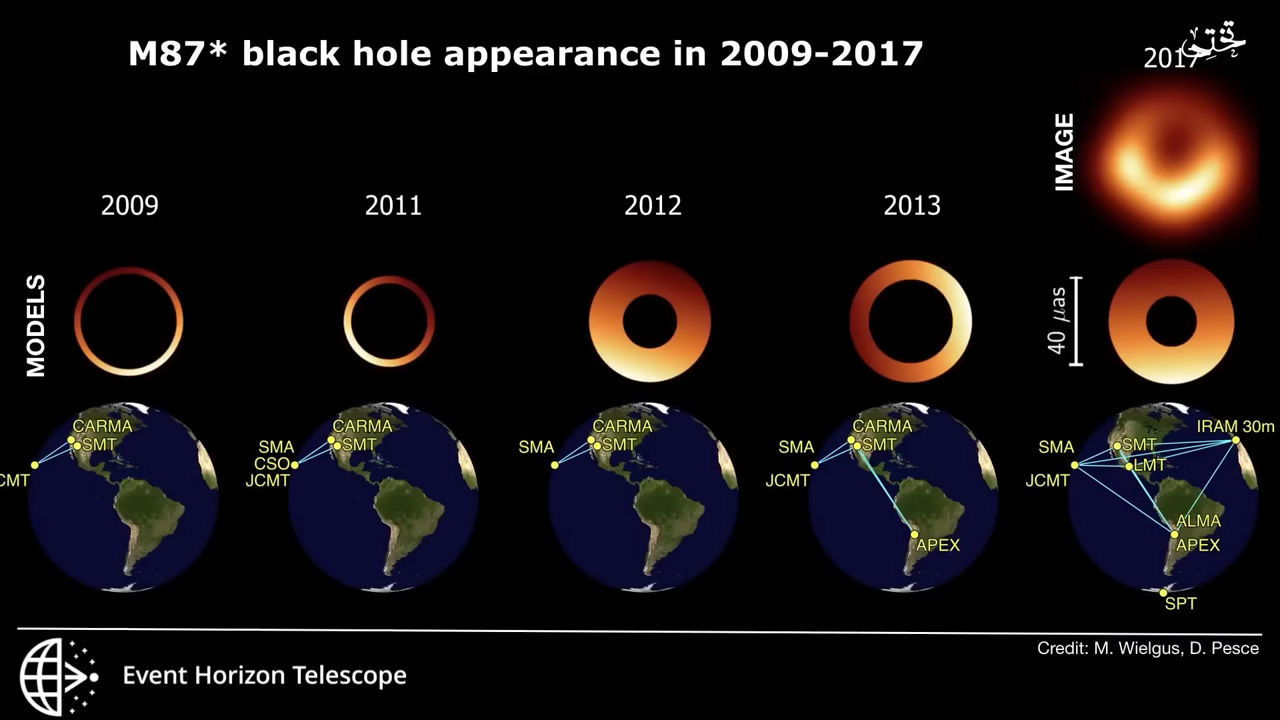 M87* black hole appearance in 2009-2017
2017
IMAGE
2009
2011
2012
2013
MODELS
40 µas
CARMA
SMT
CMT
CARMA
SMA
SMT
CSO
JCMT
CARMA
SMA
SMT
CARMA
SMA
SMT
JCMT
APEX
IRAM 30m
SMA
SMT
LMT
JCMT
ALMA
APEX
SPT
Credit: M. Wielgus, D. Pesce
Event Horizon Telescope